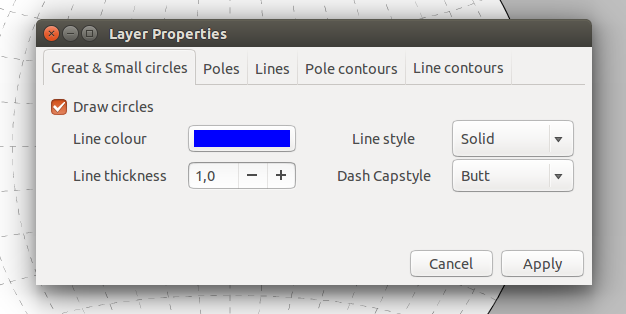 Layer Properties
Great & Small circles Poles Lines Pole contours Line contours
Draw circles
Line colour Line style Solid
Line thickness 1,0 Dash Capstyle Butt
Cancel Apply